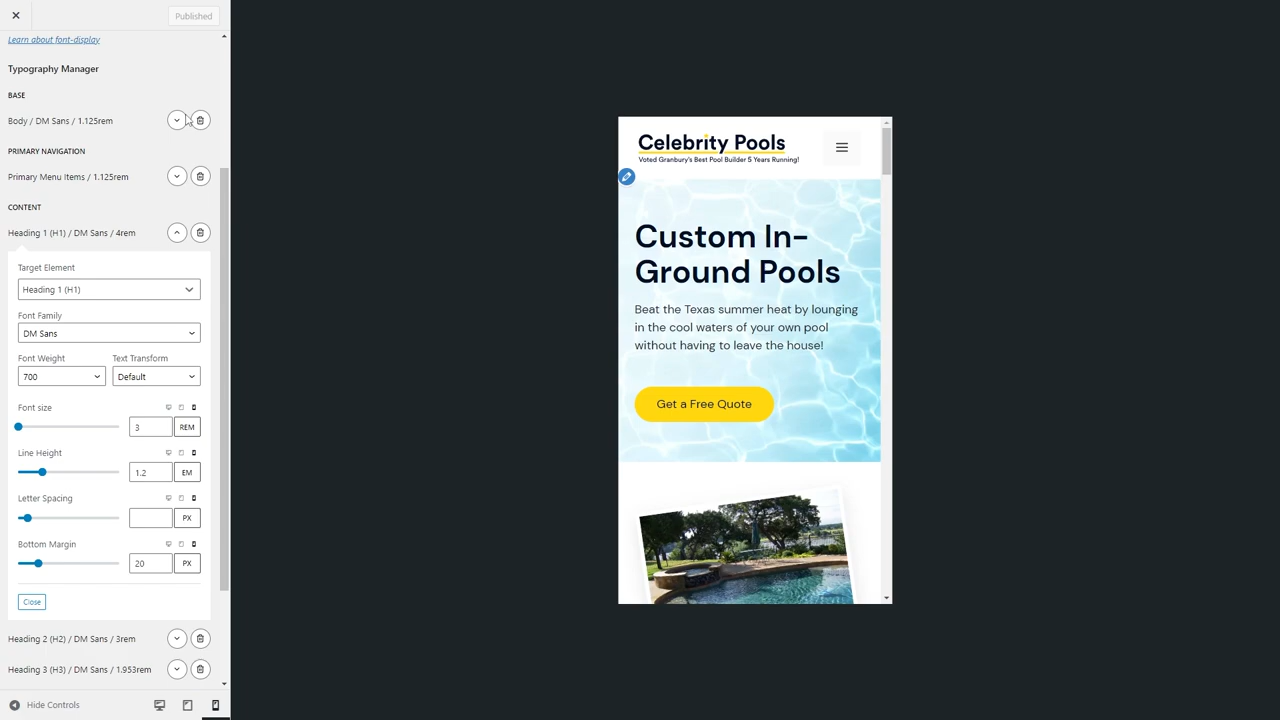 Published
Learn about font-display
Typography Manager
BASE
Body / DM Sans / 1.125rem
PRIMARY NAVIGATION
Primary Menu Items / 1.125rem
CONTENT
Heading 1 (H1) / DM Sans / 4rem
Target Element
Heading 1 (H1)
Font Family
DM Sans
Font Weight Text Transform
700 Default
Font size
3 REM
Line Height
1.2 EM
Letter Spacing
PX
Bottom Margin
20 PX
Close
Heading 2 (H2) / DM Sans / 3rem
Heading 3 (H3) / DM Sans / 1.953rem
Hide Controls
Celebrity Pools
Voted Granbury's Best Pool Builder 5 Years Running!
Custom In-
Ground Pools
Beat the Texas summer heat by lounging
in the cool waters of your own pool
without having to leave the house!
Get a Free Quote